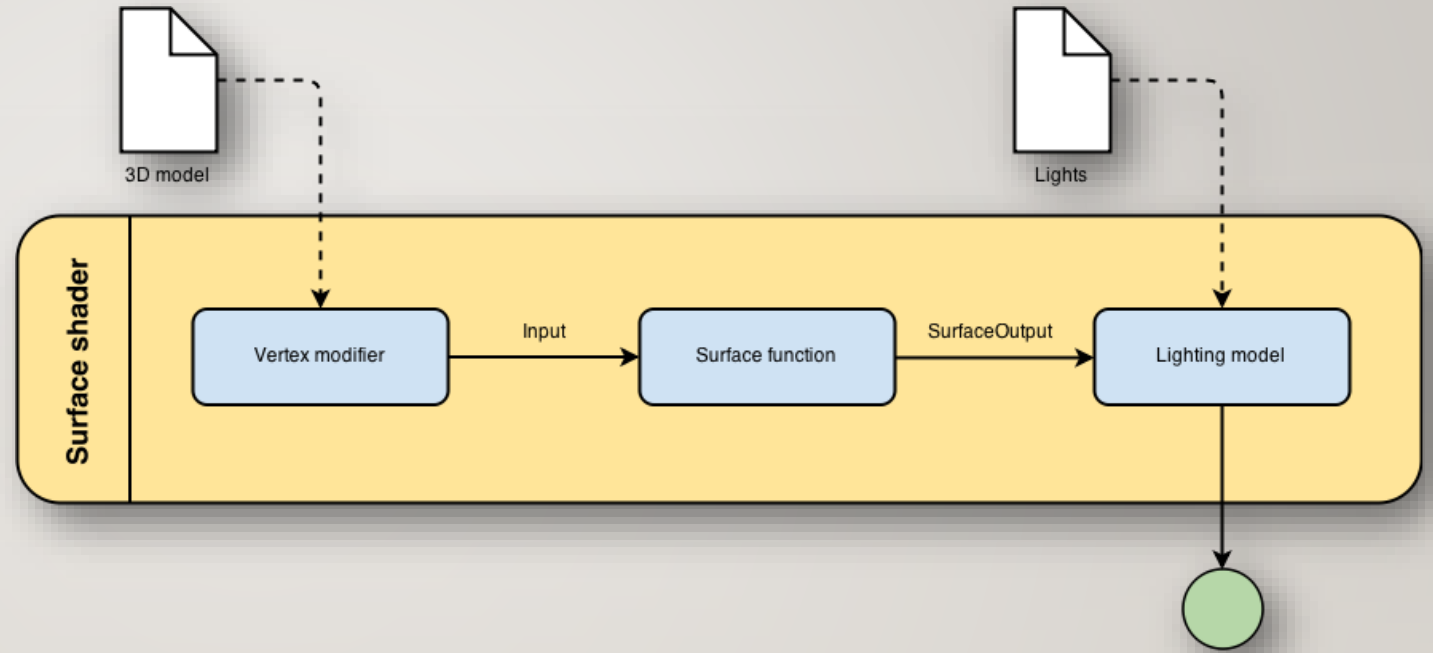 3D model
Lights
Surface shader
Vertex modifier
Input
Surface function
SurfaceOutput
Lighting model